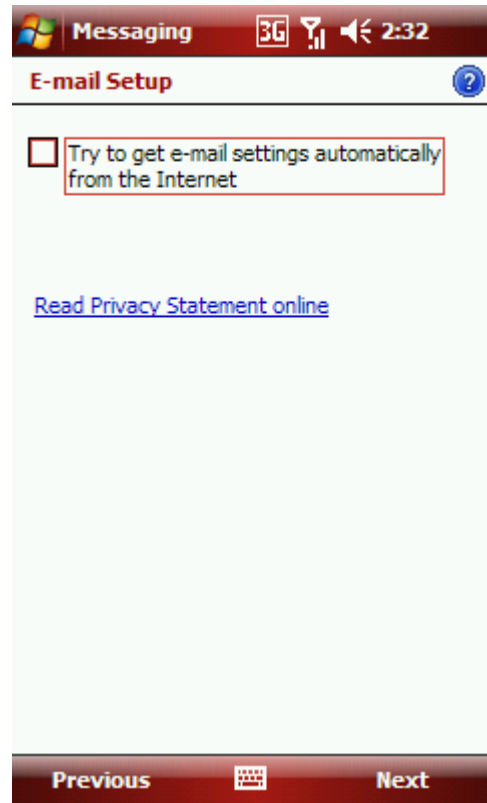 Messaging 3G 2:32
E-mail Setup ?
Try to get e-mail settings automatically
from the Internet
Read Privacy Statement online
Previous Next